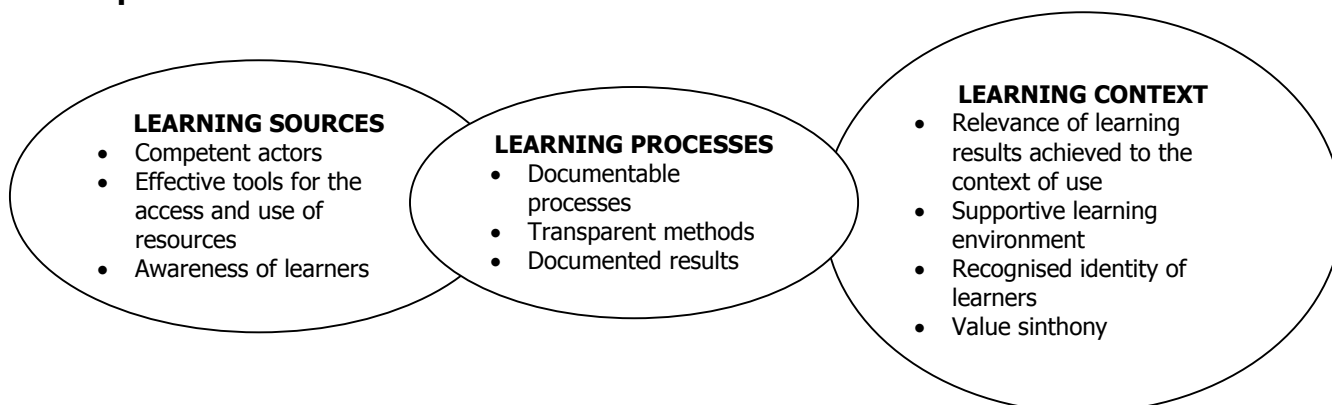 LEARNING SOURCES
• Competent actors
• Effective tools for the
access and use of
resources
• Awareness of learners
LEARNING PROCESSES
• Documentable
processes
• Transparent methods
• Documented results
LEARNING CONTEXT
• Relevance of learning
results achieved to the
context of use
• Supportive learning
environment
• Recognised identity of
learners
• Value sinthony